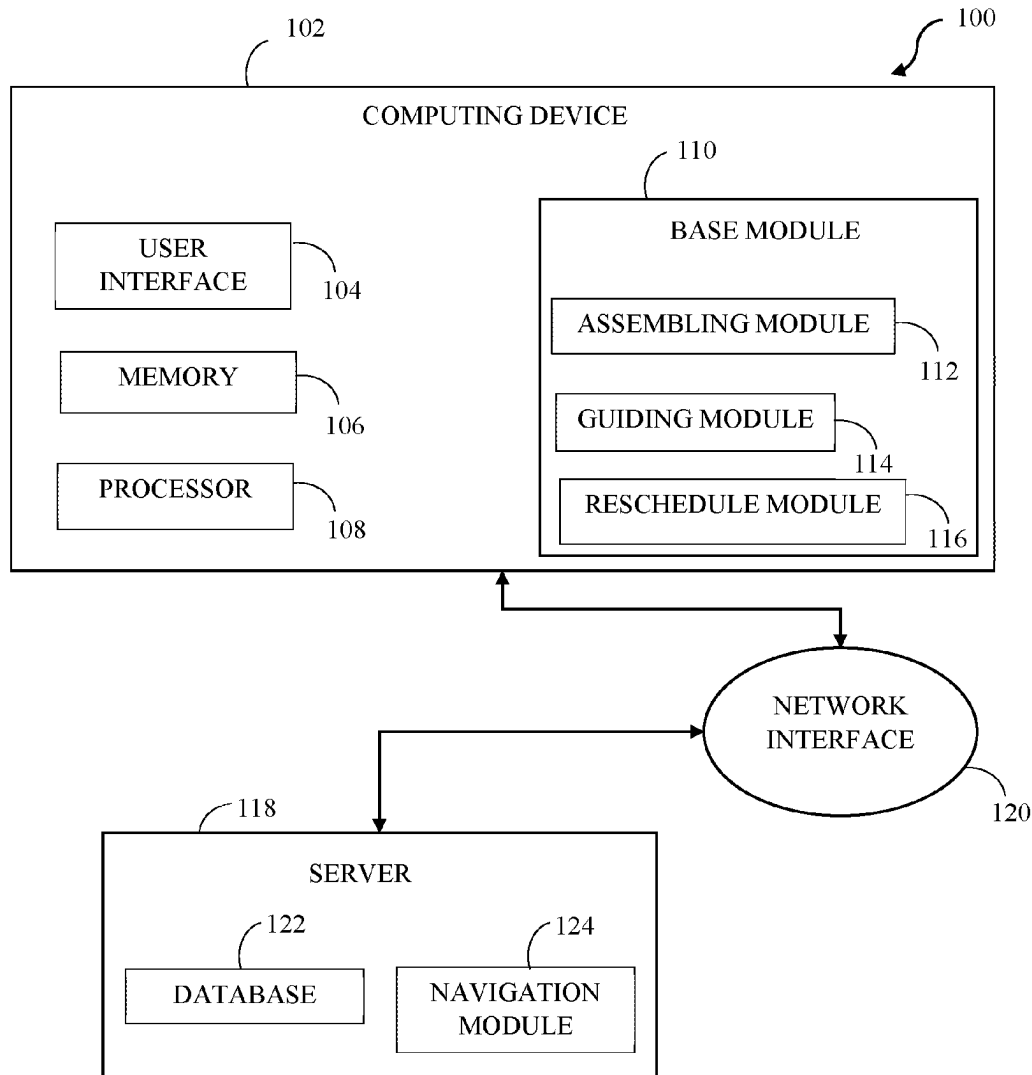 100
102
COMPUTING DEVICE
110
BASE MODULE
USER
INTERFACE
104
ASSEMBLING MODULE
112
MEMORY
106
GUIDING MODULE
114
PROCESSOR
108
RESCHEDULE MODULE
116
NETWORK
INTERFACE
120
118
SERVER
122
DATABASE
124
NAVIGATION
MODULE